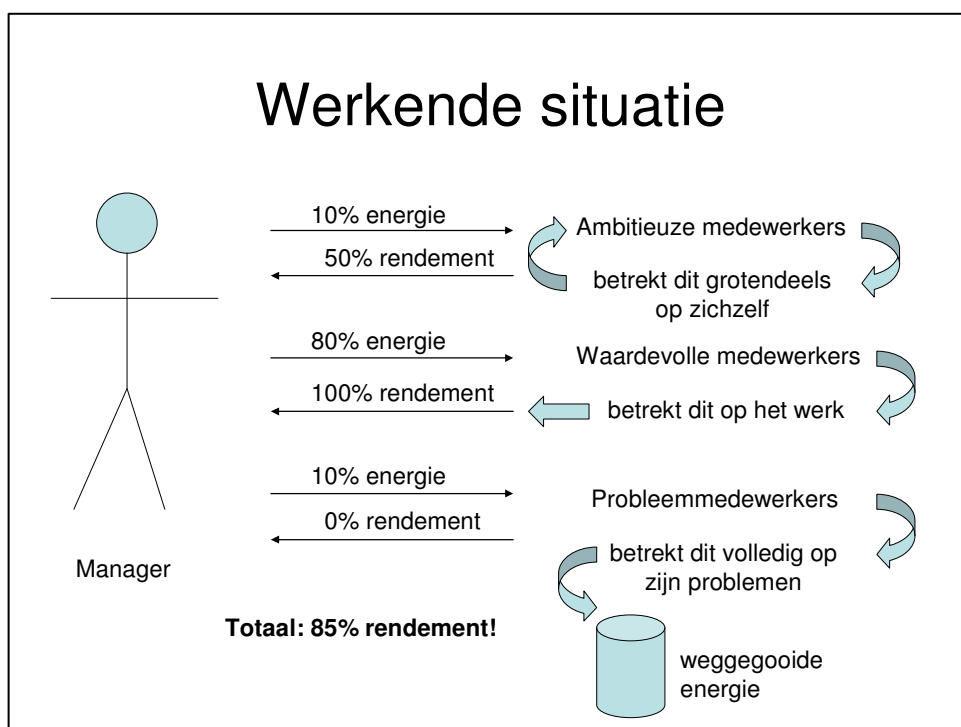 Werkende situatie
10% energie
50% rendement
Ambitieuze medewerkers
betrekt dit grotendeels
op zichzelf
80% energie
100% rendement
Waardevolle medewerkers
betrekt dit op het werk
10% energie
0% rendement
Probleemmedewerkers
betrekt dit volledig op
zijn problemen
Manager
Totaal: 85% rendement!
weggegooide
energie